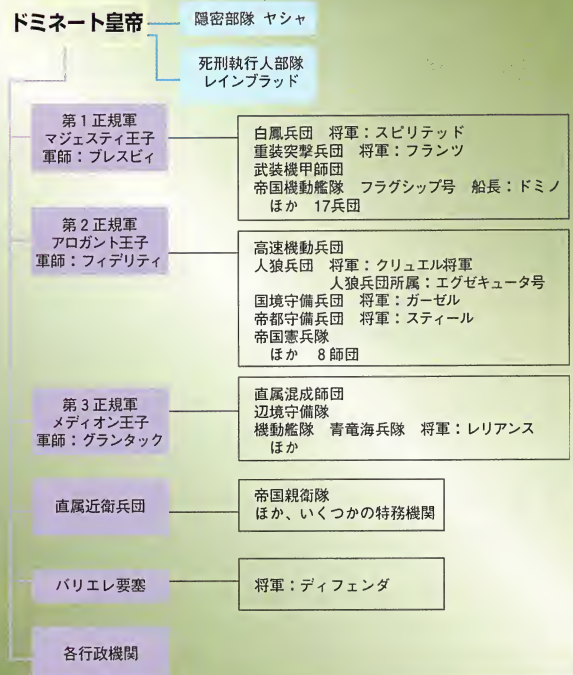 ドミネート皇帝
隠密部隊 ヤシャ
死刑執行人部隊
レインブラッド
第1正規軍
マジェスティ王子
軍師：ブレスビィ
白鳳兵団　将軍：スピリテッド
重装突撃兵団　将軍：フランツ
武装機甲師団
帝国機動艦隊　フラグシップ号　船長：ドミノ
ほか　17兵団
第2正規軍
アロガント王子
軍師：フィデリティ
高速機動兵団
人狼兵団　将軍：クリュエル将軍
人狼兵団所属：エグゼキュータ号
国境守備兵団　将軍：ガーゼル
帝都守備兵団　将軍：スティール
帝国憲兵隊
ほか　8師団
第3正規軍
メディオン王子
軍師：グランタック
直属混成師団
辺境守備隊
機動艦隊　青竜海兵隊　将軍：レリアンス
ほか
直属近衛兵団
帝国親衛隊
ほか、いくつかの特務機関
バリエレ要塞
将軍：ディフェンダ
各行政機関